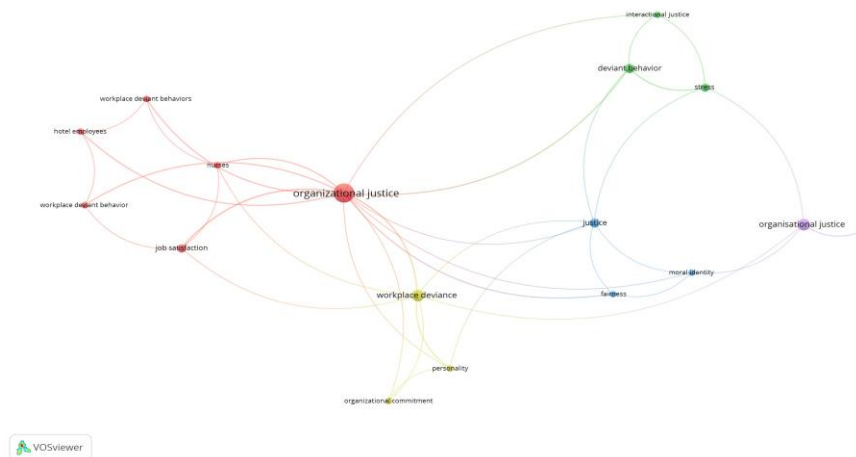 interactional justice
deviant behavior
stress
workplace deviant behaviors
hotel employees
nurses
organizational justice
workplace deviant behavior
justice
organisational justice
job satisfaction
moral identity
fairness
workplace deviance
personality
organizational commitment
VOSviewer